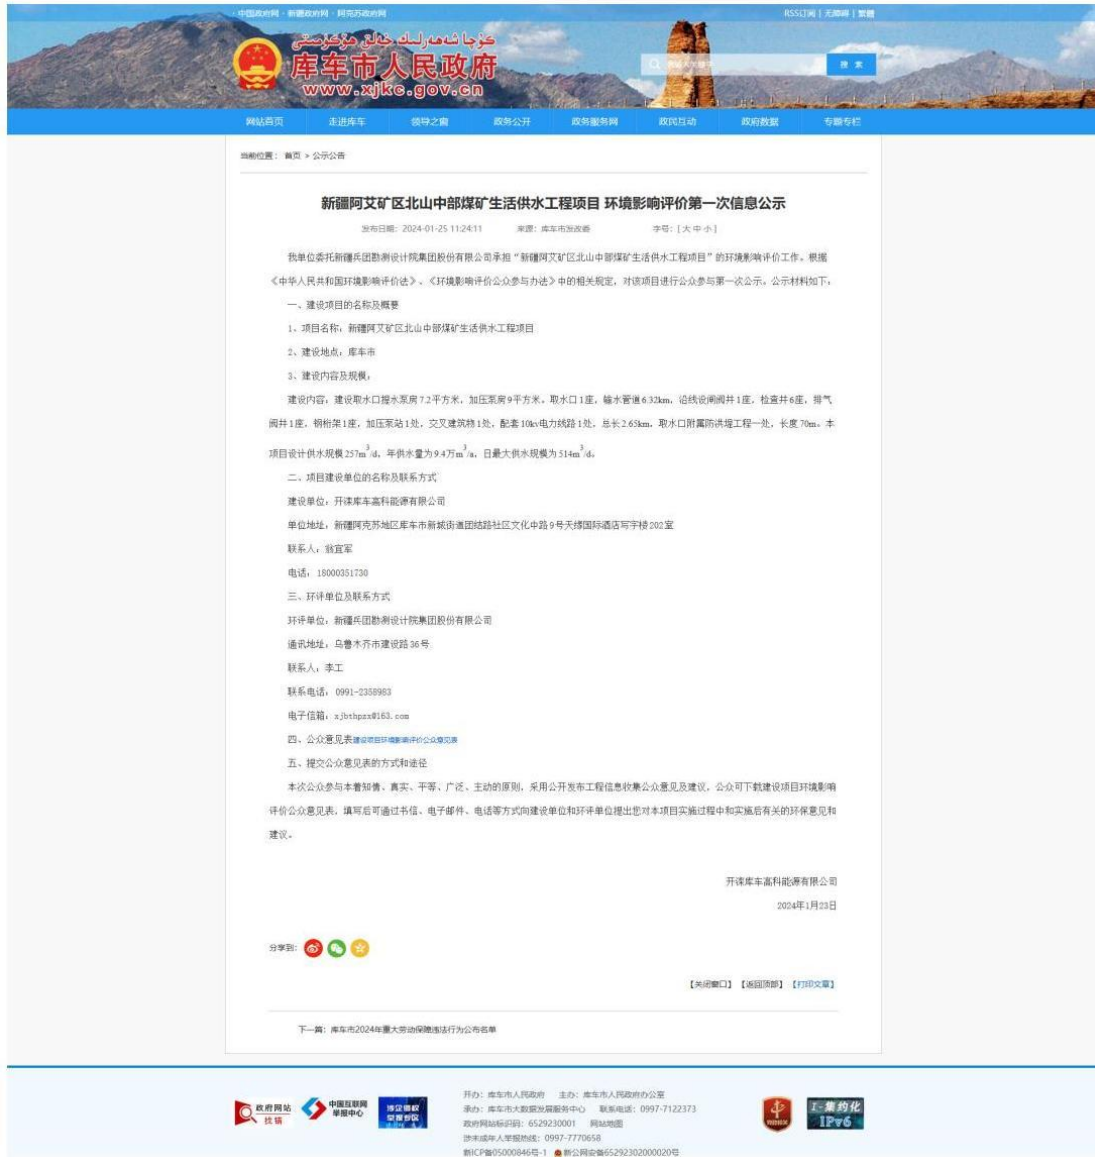 · 中国政府网 · 新疆政府网 · 阿克苏政府网
RSS订阅 | 无障碍 | 繁體
كۇچا شەھەرلىك خەلق ھۆكۈمىتى
库车市人民政府
www.xjkc.gov.cn
搜 索
网站首页 走进库车 领导之窗 政务公开 政务服务网 政民互动 政府数据 专题专栏
当前位置： 首页 > 公示公告
新疆阿艾矿区北山中部煤矿生活供水工程项目 环境影响评价第一次信息公示
发布日期：2024-01-25 11:24:11 来源：库车市发改委 字号：[ 大 中 小 ]
我单位委托新疆兵团勘测设计院集团股份有限公司承担“新疆阿艾矿区北山中部煤矿生活供水工程项目”的环境影响评价工作。根据
《中华人民共和国环境影响评价法》、《环境影响评价公众参与办法》中的相关规定，对该项目进行公众参与第一次公示。公示材料如下：
一、建设项目的名称及概要
1、项目名称：新疆阿艾矿区北山中部煤矿生活供水工程项目
2、建设地点：库车市
3、建设内容及规模：
建设内容：建设取水口提水泵房7.2平方米，加压泵房9平方米。取水口1座，输水管道6.32km，沿线设闸阀井1座，检查井6座，排气
阀井1座，钢桁架1座，加压泵站1处，交叉建筑物1处，配套10kv电力线路1处，总长2.65km，取水口附属防洪堤工程一处，长度70m。本
项目设计供水规模257m³/d，年供水量为9.4万m³/a，日最大供水规模为514m³/d。
二、项目建设单位的名称及联系方式
建设单位：开滦库车高科能源有限公司
单位地址：新疆阿克苏地区库车市新城街道团结路社区文化中路9号天缘国际酒店写字楼202室
联系人：翁宜军
电话：18000351730
三、环评单位及联系方式
环评单位：新疆兵团勘测设计院集团股份有限公司
通讯地址：乌鲁木齐市建设路36号
联系人：李工
联系电话：0991-2358983
电子信箱：xjbthpzx@163.com
四、公众意见表建设项目环境影响评价公众意见表
五、提交公众意见表的方式和途径
本次公众参与本着知情、真实、平等、广泛、主动的原则，采用公开发布工程信息收集公众意见及建议，公众可下载建设项目环境影响
评价公众意见表，填写后可通过书信、电子邮件、电话等方式向建设单位和环评单位提出您对本项目实施过程中和实施后有关的环保意见和
建议。
开滦库车高科能源有限公司
2024年1月23日
分享到:
【关闭窗口】 【返回顶部】 【打印文章】
下一篇：库车市2024年重大劳动保障违法行为公布名单
政府网站
找错
中国互联网
举报中心
涉企侵权
举报专区
开办：库车市人民政府 主办：库车市人民政府办公室
承办：库车市大数据发展服务中心 联系电话：0997-7122373
政府网站标识码：6529230001 网站地图
涉未成年人举报热线：0997-7770658
新ICP备05000846号-1 新公网安备65292302000020号
I-集约化
IPv6